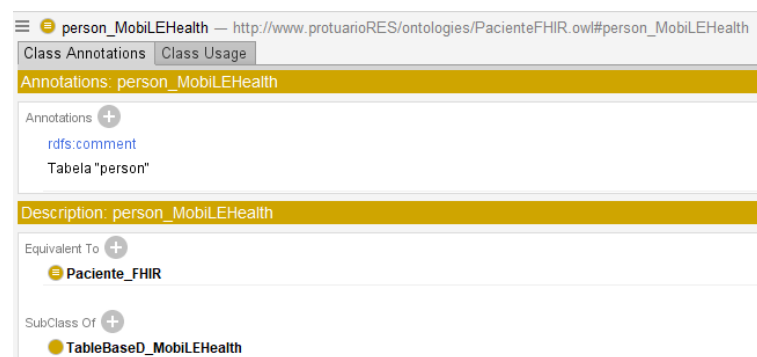 person_MobiLEHealth — http://www.protuarioRES/ontologies/PacienteFHIR.owl#person_MobiLEHealth
Class Annotations Class Usage
Annotations: person_MobiLEHealth
Annotations
rdfs:comment
Tabela "person"
Description: person_MobiLEHealth
Equivalent To
Paciente_FHIR
SubClass Of
TableBaseD_MobiLEHealth